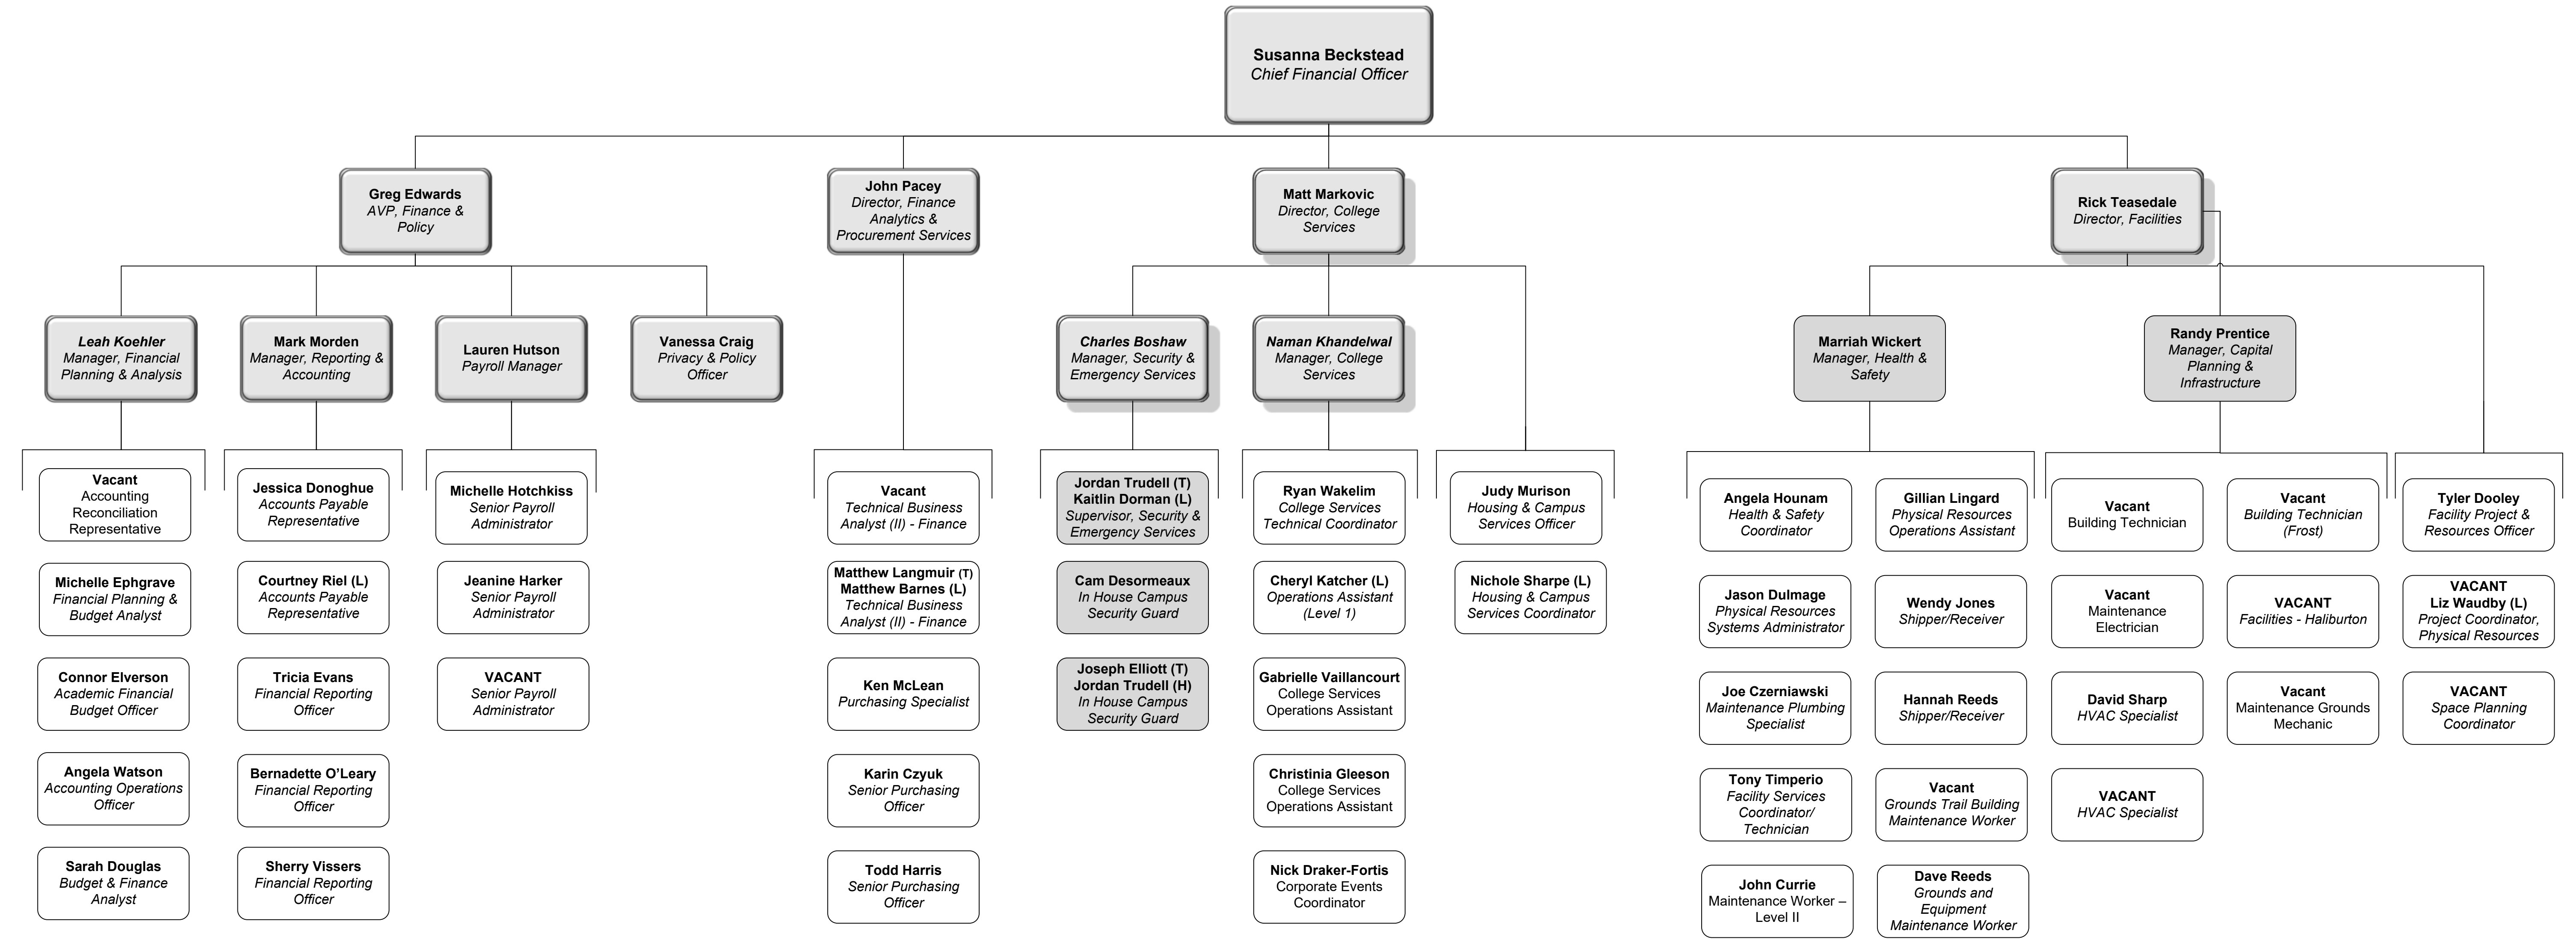 Susanna Beckstead
Chief Financial Officer
Greg Edwards
AVP, Finance &
Policy
John Pacey
Director, Finance
Analytics &
Procurement Services
Matt Markovic
Director, College
Services
Rick Teasedale
Director, Facilities
Leah Koehler
Manager, Financial
Planning & Analysis
Mark Morden
Manager, Reporting &
Accounting
Lauren Hutson
Payroll Manager
Vanessa Craig
Privacy & Policy
Officer
Charles Boshaw
Manager, Security &
Emergency Services
Naman Khandelwal
Manager, College
Services
Marriah Wickert
Manager, Health &
Safety
Randy Prentice
Manager, Capital
Planning &
Infrastructure
Vacant
Accounting
Reconciliation
Representative
Michelle Ephgrave
Financial Planning &
Budget Analyst
Connor Elverson
Academic Financial
Budget Officer
Angela Watson
Accounting Operations
Officer
Sarah Douglas
Budget & Finance
Analyst
Jessica Donoghue
Accounts Payable
Representative
Courtney Riel (L)
Accounts Payable
Representative
Tricia Evans
Financial Reporting
Officer
Bernadette O’Leary
Financial Reporting
Officer
Sherry Vissers
Financial Reporting
Officer
Michelle Hotchkiss
Senior Payroll
Administrator
Jeanine Harker
Senior Payroll
Administrator
VACANT
Senior Payroll
Administrator
Vacant
Technical Business
Analyst (II) - Finance
Matthew Langmuir (T)
Matthew Barnes (L)
Technical Business
Analyst (II) - Finance
Ken McLean
Purchasing Specialist
Karin Czyuk
Senior Purchasing
Officer
Todd Harris
Senior Purchasing
Officer
Jordan Trudell (T)
Kaitlin Dorman (L)
Supervisor, Security &
Emergency Services
Cam Desormeaux
In House Campus
Security Guard
Joseph Elliott (T)
Jordan Trudell (H)
In House Campus
Security Guard
Ryan Wakelim
College Services
Technical Coordinator
Cheryl Katcher (L)
Operations Assistant
(Level 1)
Gabrielle Vaillancourt
College Services
Operations Assistant
Christinia Gleeson
College Services
Operations Assistant
Nick Draker-Fortis
Corporate Events
Coordinator
Judy Murison
Housing & Campus
Services Officer
Nichole Sharpe (L)
Housing & Campus
Services Coordinator
Angela Hounam
Health & Safety
Coordinator
Jason Dulmage
Physical Resources
Systems Administrator
Joe Czerniawski
Maintenance Plumbing
Specialist
Tony Timperio
Facility Services
Coordinator/
Technician
John Currie
Maintenance Worker –
Level II
Gillian Lingard
Physical Resources
Operations Assistant
Wendy Jones
Shipper/Receiver
Hannah Reeds
Shipper/Receiver
Vacant
Grounds Trail Building
Maintenance Worker
Dave Reeds
Grounds and
Equipment
Maintenance Worker
Vacant
Building Technician
Vacant
Maintenance
Electrician
David Sharp
HVAC Specialist
VACANT
HVAC Specialist
Vacant
Building Technician
(Frost)
VACANT
Facilities - Haliburton
Vacant
Maintenance Grounds
Mechanic
Tyler Dooley
Facility Project &
Resources Officer
VACANT
Liz Waudby (L)
Project Coordinator,
Physical Resources
VACANT
Space Planning
Coordinator